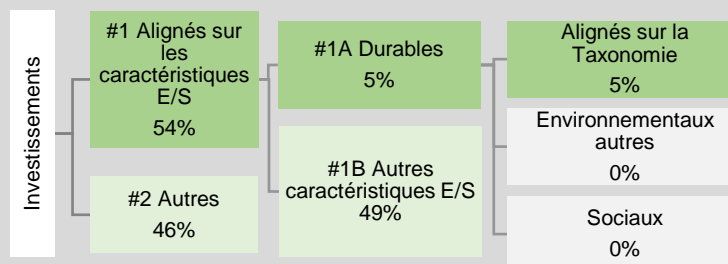 Investissements
#1 Alignés sur
les
caractéristiques
E/S
54%
#2 Autres
46%
#1A Durables
5%
#1B Autres
caractéristiques E/S
49%
Alignés sur la
Taxonomie
5%
Environnementaux
autres
0%
Sociaux
0%